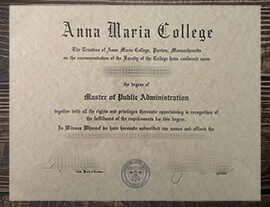 Anna Maria College
The Trustees of Anna Maria College, Paxton, Massachusetts
on the recommendation of the Faculty of the College have conferred upon
the degree of
Master of Public Administration
together with all the rights and privileges thereunto appertaining in recognition of
the fulfillment of the requirements for this degree.
In Witness Whereof we have hereunto subscribed our names and affixed the